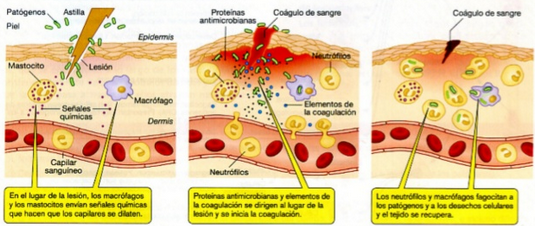 Patógenos
Astilla
Piel
Epidermis
Mastocito
Lesión
Macrófago
Señales
químicas
Dermis
Capilar
sanguíneo
En el lugar de la lesión, los macrófagos
y los mastocitos envían señales químicas
que hacen que los capilares se dilaten.
Proteínas
antimicrobianas
Coágulo de sangre
Neutrófilos
Elementos de
la coagulación
Neutrófilos
Proteínas antimicrobianas y elementos de
la coagulación se dirigen al lugar de la
lesión y se inicia la coagulación.
Coágulo de sangre
Los neutrófilos y macrófagos fagocitan a
los patógenos y a los desechos celulares
y el tejido se recupera.